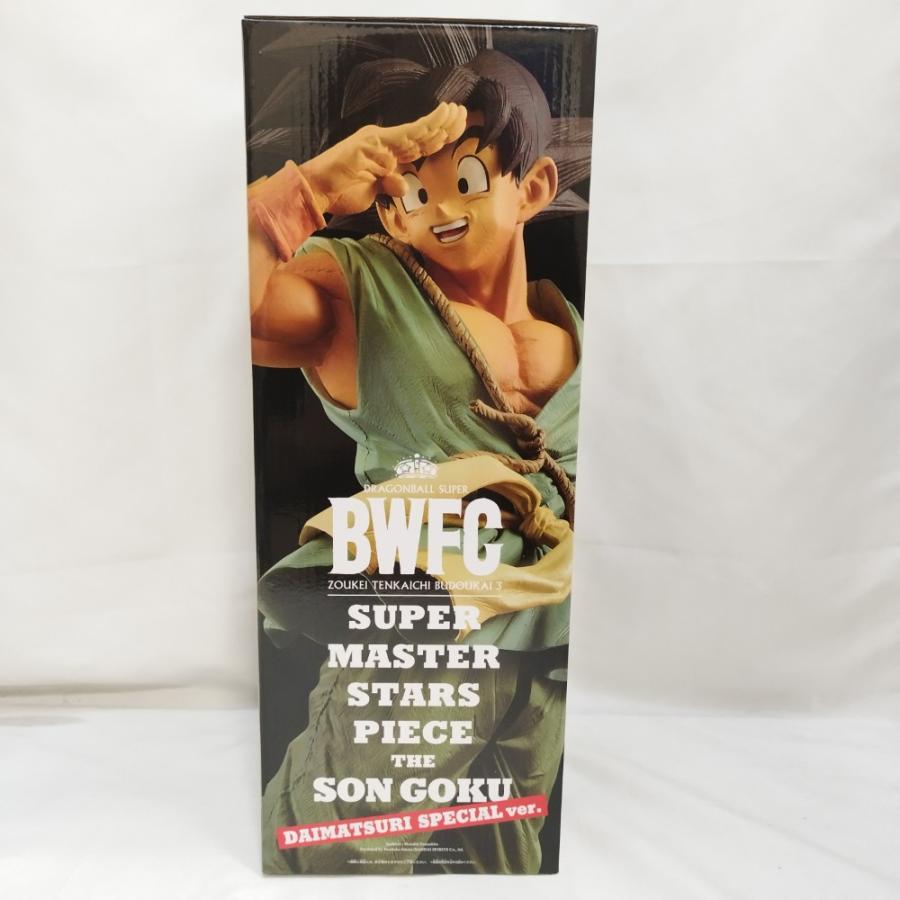 DRAGONBALL SUPER
BWFC
ZOUKEI TENKAICHI BUDOUKAI 3
SUPER
MASTER
STARS
PIECE
THE
SON GOKU
DAIMATSURI SPECIAL ver.